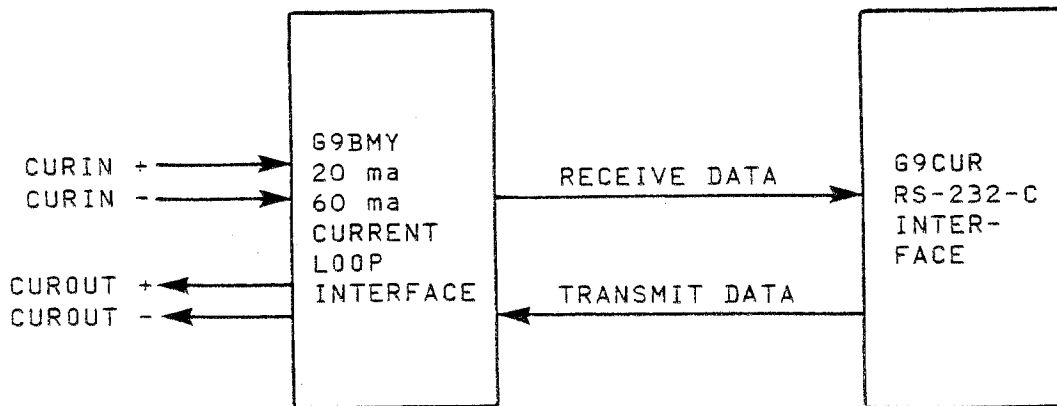 CURIN +
CURIN -
CUROUT +
CUROUT -
G9BMY
20 ma
60 ma
CURRENT
LOOP
INTERFACE
RECEIVE DATA
TRANSMIT DATA
G9CUR
RS-232-C
INTER-
FACE